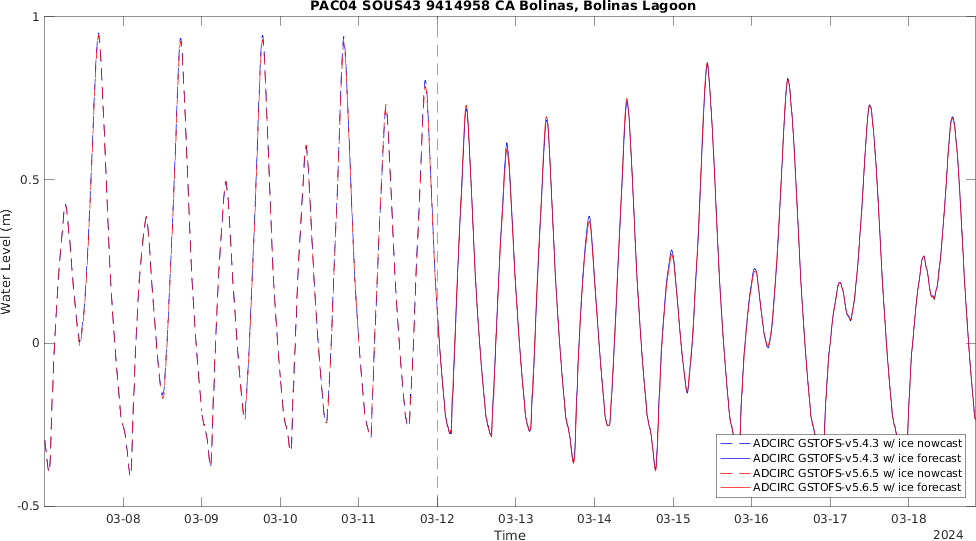 PAC04 SOUS43 9414958 CA Bolinas, Bolinas Lagoon
1
0.5
0
-0.5
Water Level (m)
ADCIRC GSTOFS-v5.4.3 w/ ice nowcast
ADCIRC GSTOFS-v5.4.3 w/ ice forecast
ADCIRC GSTOFS-v5.6.5 w/ ice nowcast
ADCIRC GSTOFS-v5.6.5 w/ ice forecast
03-08 03-09 03-10 03-11 03-12 03-13 03-14 03-15 03-16 03-17 03-18
Time
2024